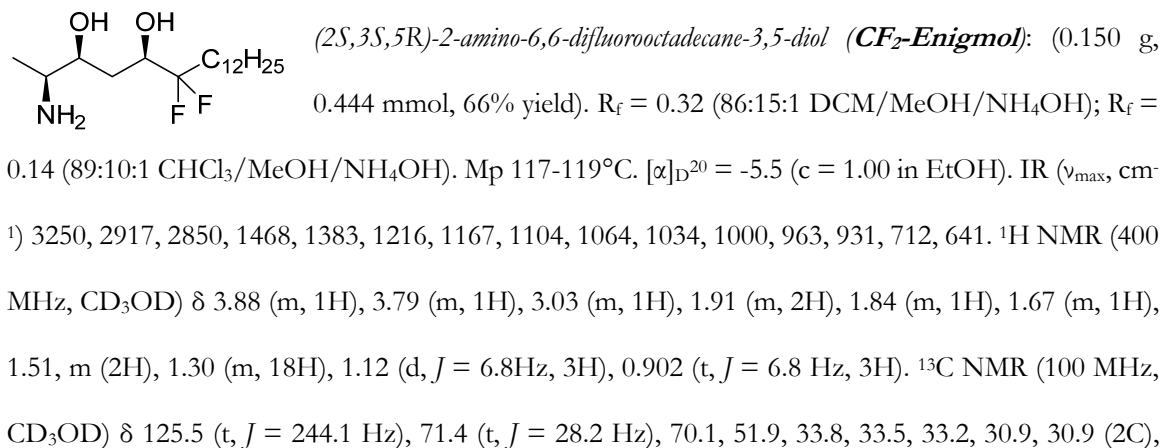 OH OH
(2S,3S,5R)-2-amino-6,6-difluorooctadecane-3,5-diol (CF₂-Enigmol): (0.150 g,
C₁₂H₂₅
NH₂ F F
0.444 mmol, 66% yield). Rf = 0.32 (86:15:1 DCM/MeOH/NH₄OH); Rf =
0.14 (89:10:1 CHCl₃/MeOH/NH₄OH). Mp 117-119°C. [α]D²⁰ = -5.5 (c = 1.00 in EtOH). IR (νmax, cm-
¹) 3250, 2917, 2850, 1468, 1383, 1216, 1167, 1104, 1064, 1034, 1000, 963, 931, 712, 641. ¹H NMR (400
MHz, CD₃OD) δ 3.88 (m, 1H), 3.79 (m, 1H), 3.03 (m, 1H), 1.91 (m, 2H), 1.84 (m, 1H), 1.67 (m, 1H),
1.51, m (2H), 1.30 (m, 18H), 1.12 (d, J = 6.8Hz, 3H), 0.902 (t, J = 6.8 Hz, 3H). ¹³C NMR (100 MHz,
CD₃OD) δ 125.5 (t, J = 244.1 Hz), 71.4 (t, J = 28.2 Hz), 70.1, 51.9, 33.8, 33.5, 33.2, 30.9, 30.9 (2C),